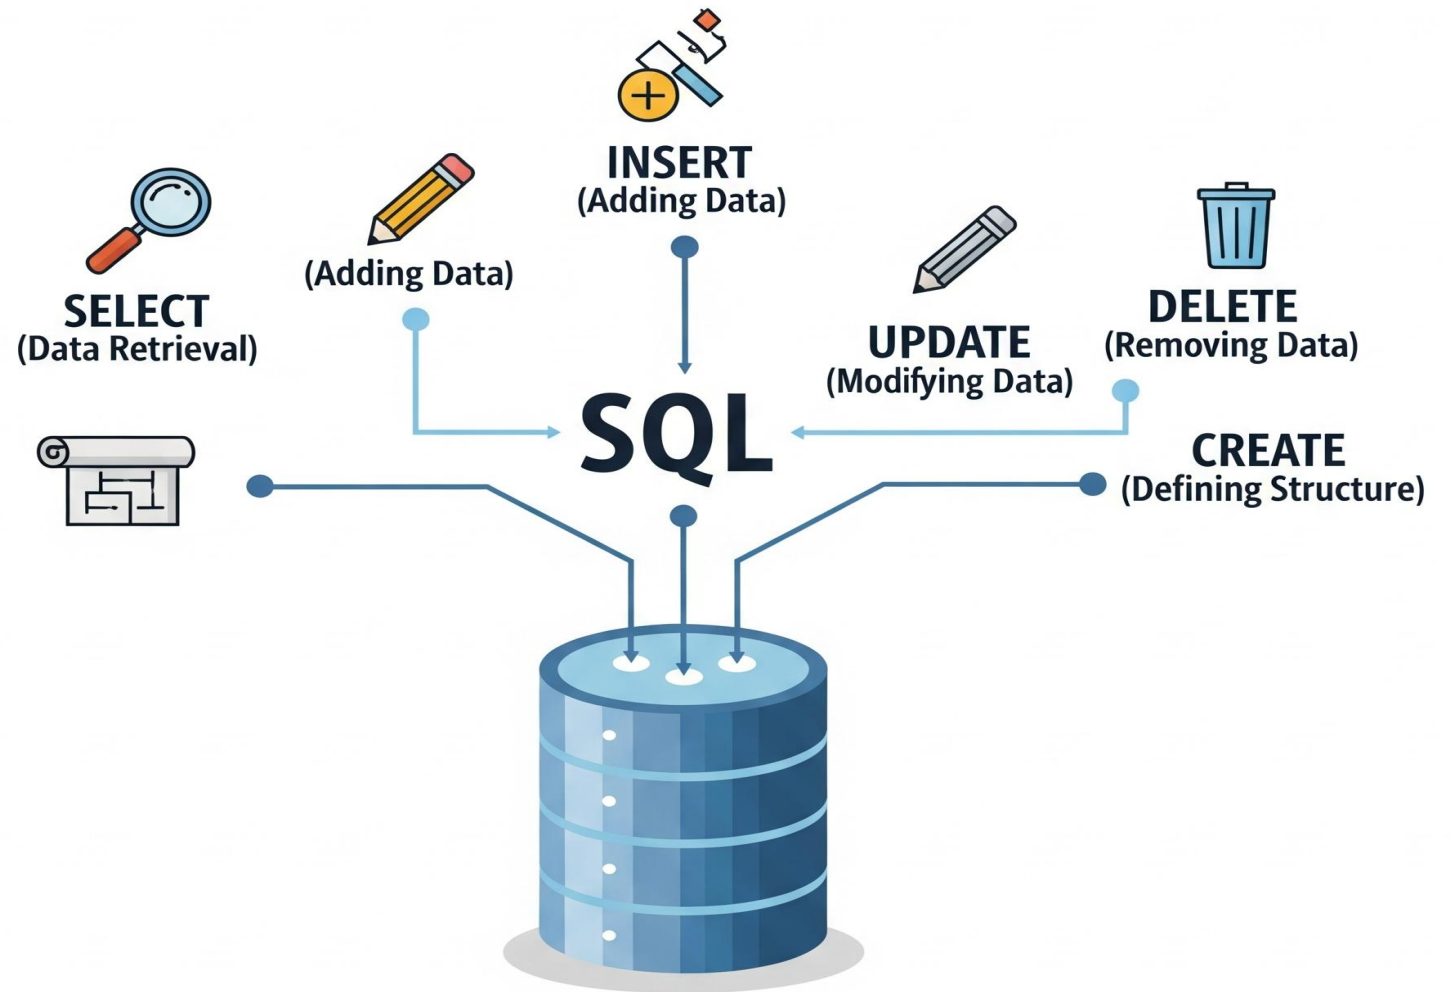 INSERT
(Adding Data)
(Adding Data)
SELECT
(Data Retrieval)
UPDATE
(Modifying Data)
DELETE
(Removing Data)
SQL
CREATE
(Defining Structure)